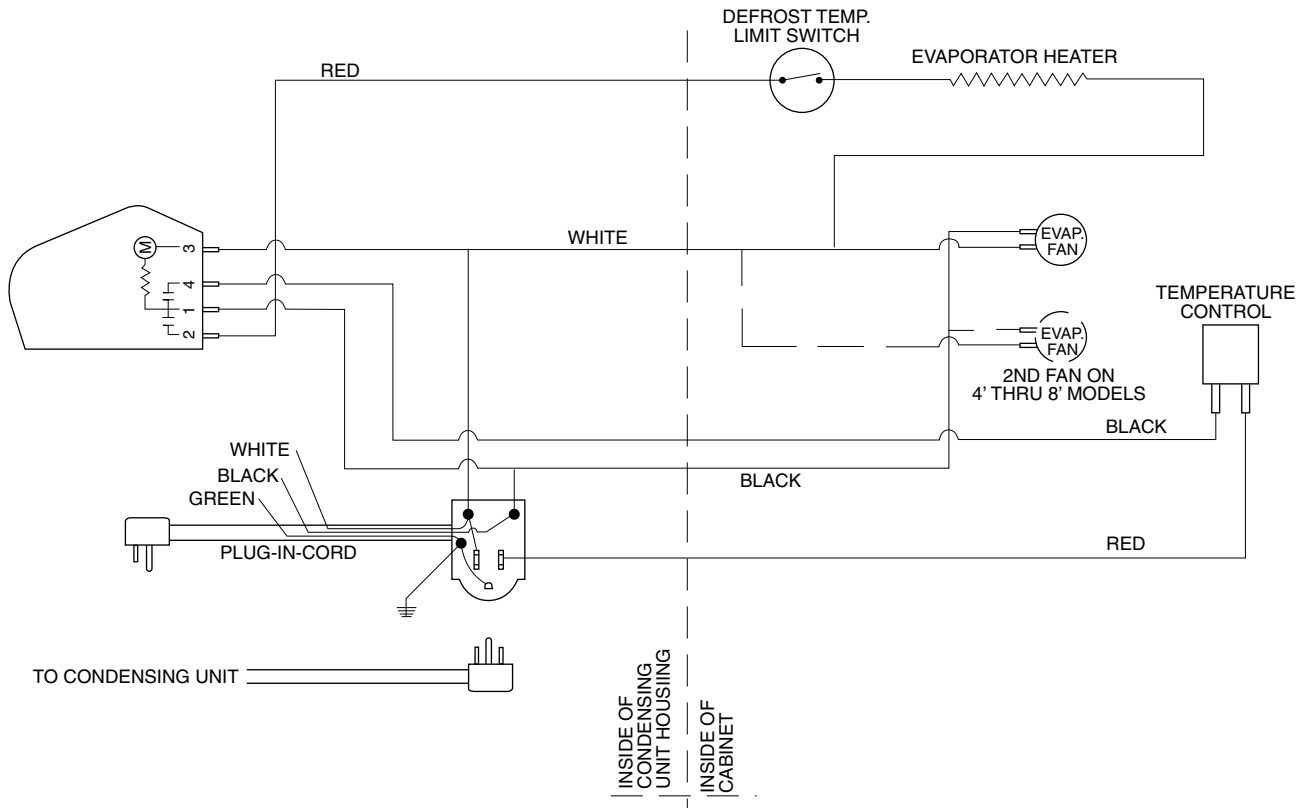 DEFROST TEMP.
LIMIT SWITCH
EVAPORATOR HEATER
RED
WHITE
M
3
4
1
2
EVAP.
FAN
TEMPERATURE
CONTROL
EVAP.
FAN
2ND FAN ON
4' THRU 8' MODELS
BLACK
WHITE
BLACK
GREEN
BLACK
PLUG-IN-CORD
RED
TO CONDENSING UNIT
INSIDE OF
CONDENSING
UNIT HOUSIING
INSIDE OF
CABINET